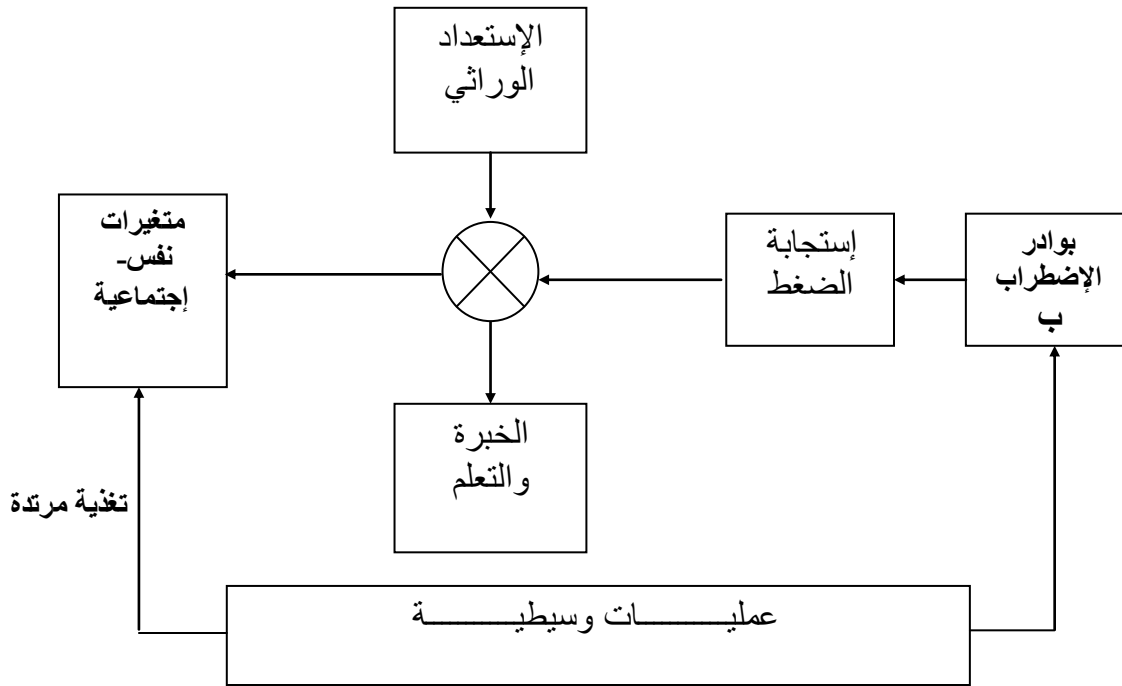 الإستعداد
الوراثي
متغيرات
نفس-
إجتماعية
إستجابة
الضغط
بوادر
الإضطراب
ب
الخبرة
والتعلم
تغذية مرتدة
عمليـــــــات وسيطيـــــــة